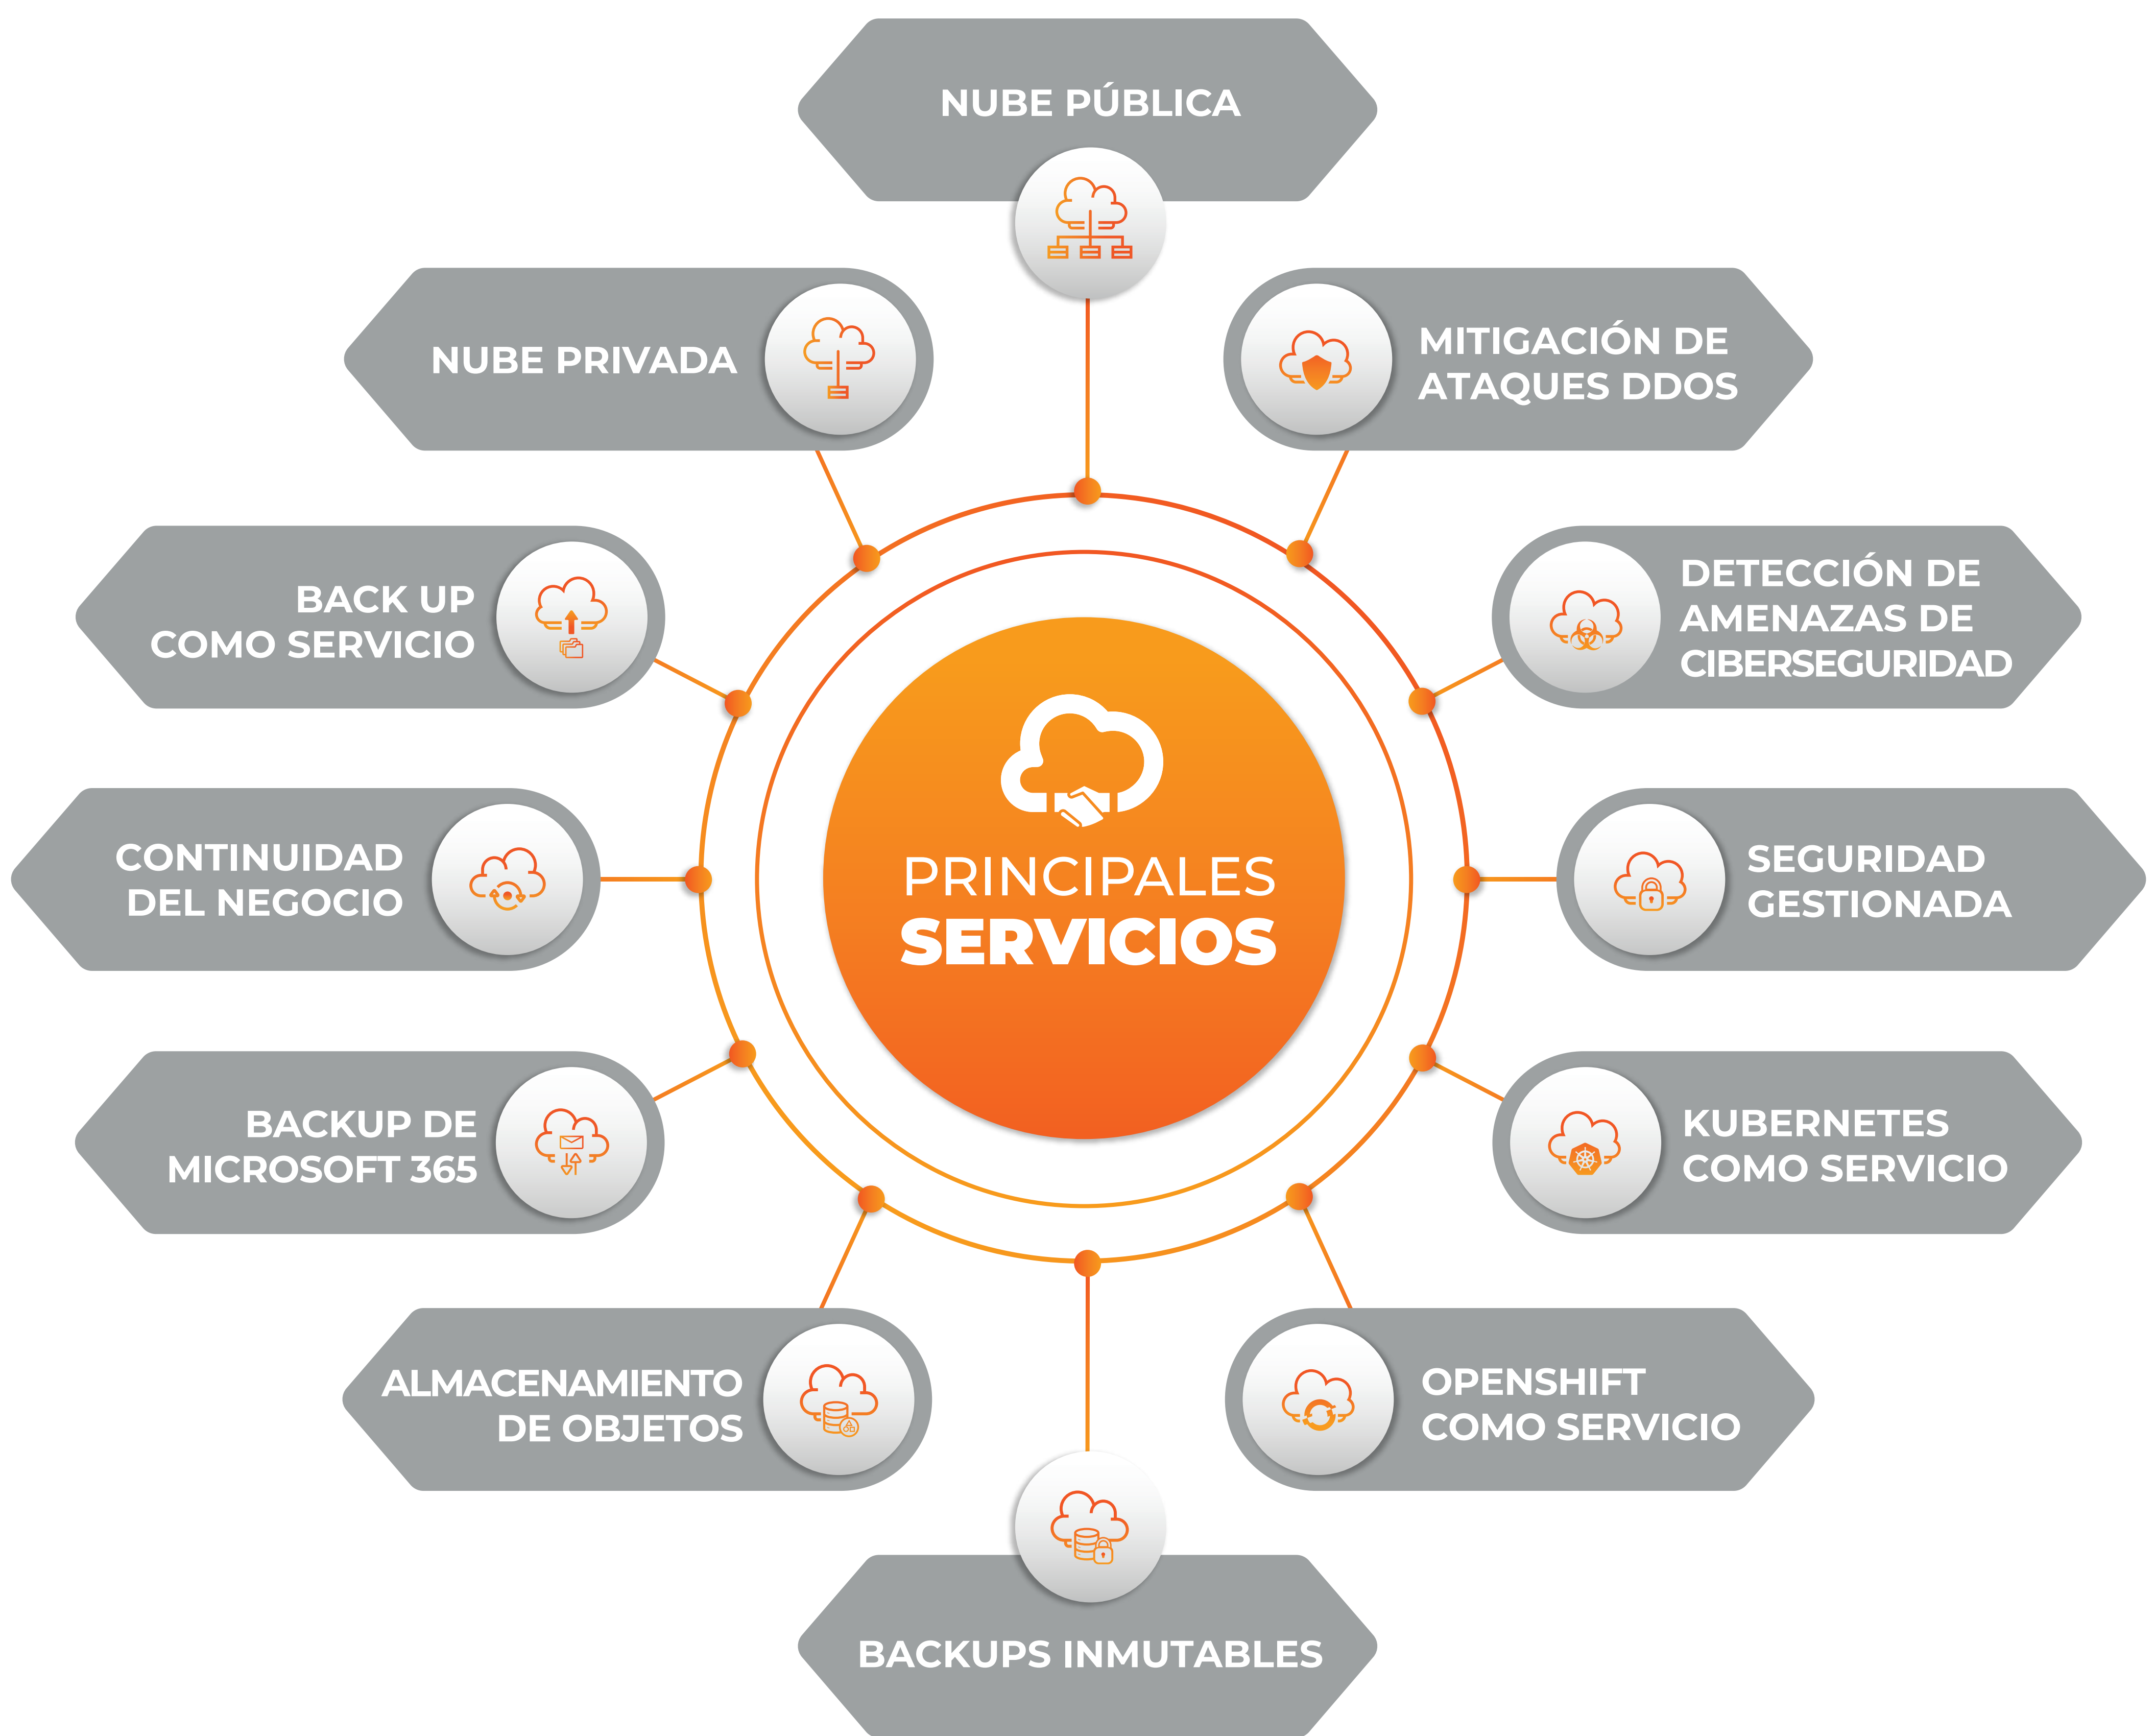 NUBE PÚBLICA
NUBE PRIVADA
MITIGACIÓN DE
ATAQUES DDOS
BACK UP
COMO SERVICIO
DETECCIÓN DE
AMENAZAS DE
CIBERSEGURIDAD
PRINCIPALES
SERVICIOS
CONTINUIDAD
DEL NEGOCIO
SEGURIDAD
GESTIONADA
BACKUP DE
MICROSOFT 365
KUBERNETES
COMO SERVICIO
ALMACENAMIENTO
DE OBJETOS
OPENSHIFT
COMO SERVICIO
BACKUPS INMUTABLES